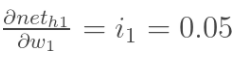 ∂net_{h1}/∂w_1 = i_1 = 0.05